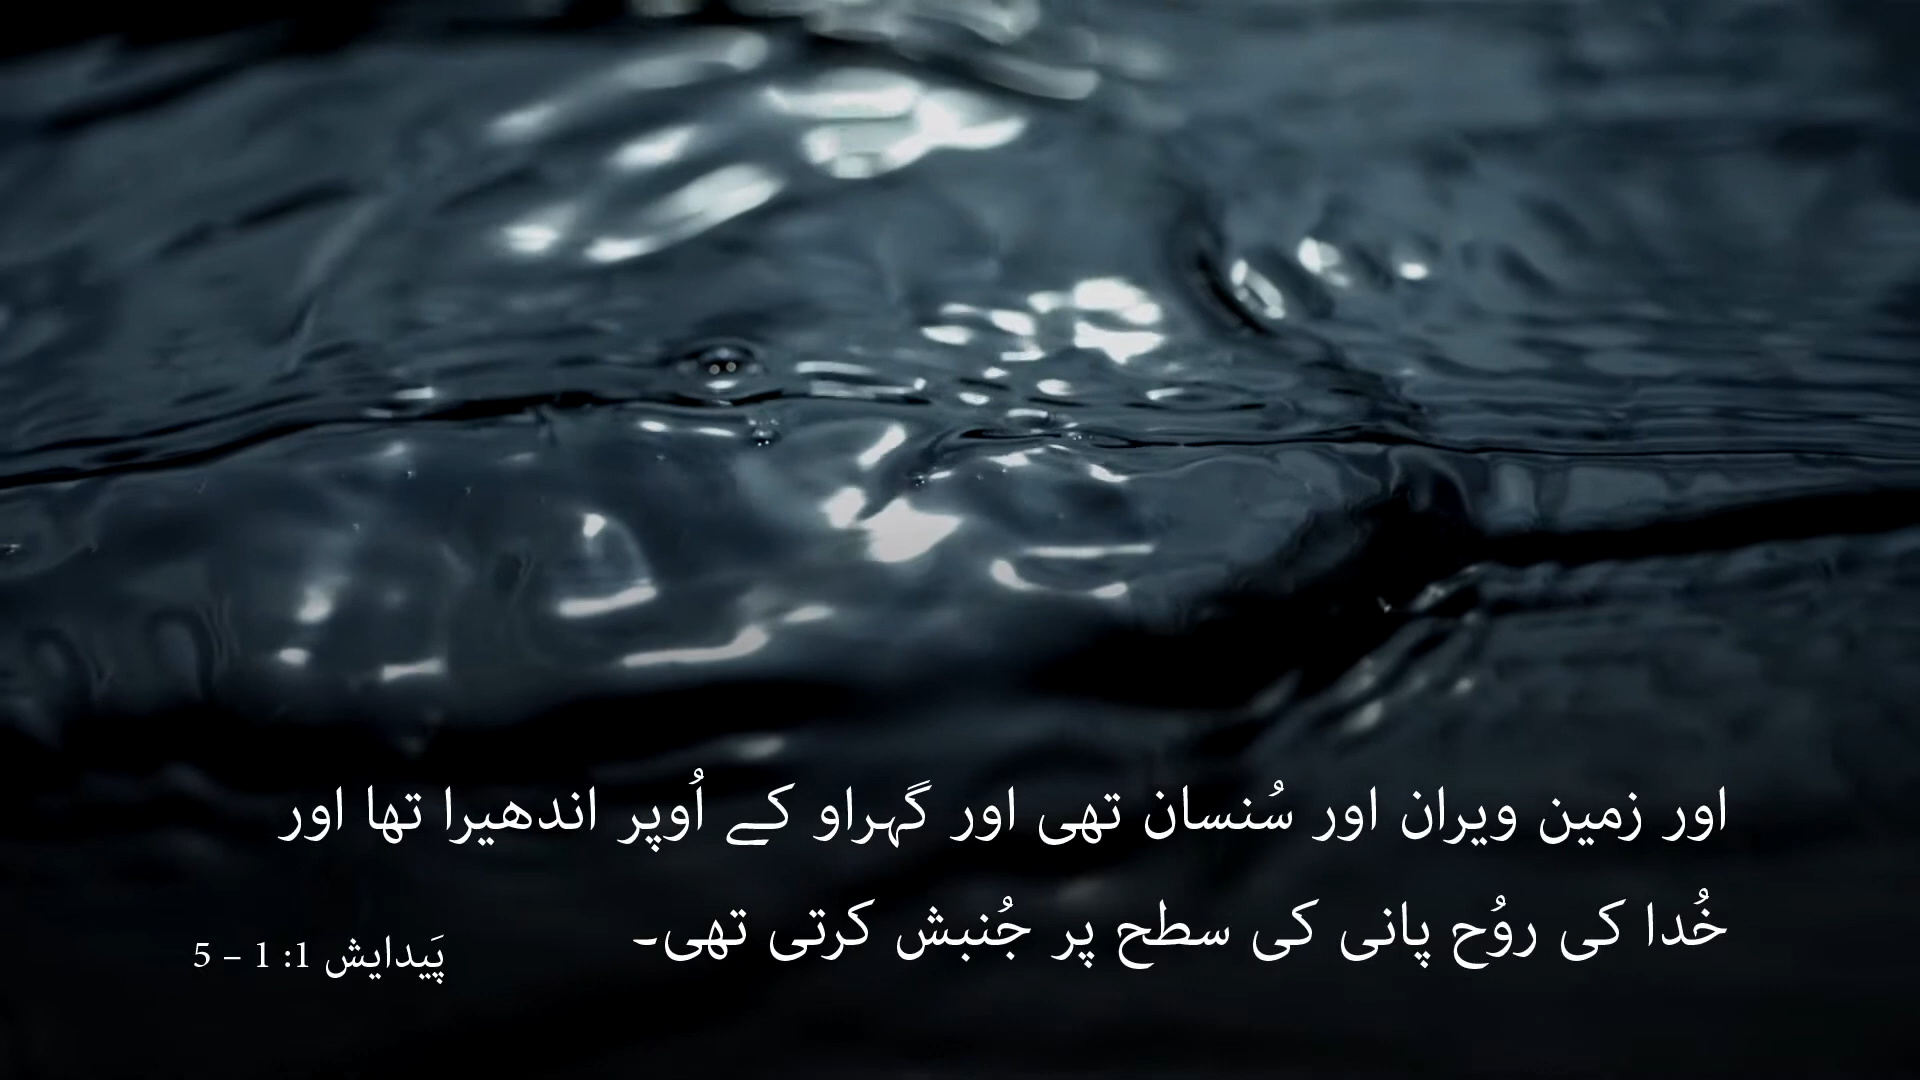 اور زمین ویران اور سُنسان تھی اور گہراو کے اُوپر اندھیرا تھا اور
خُدا کی روُح پانی کی سطح پر جُنبش کرتی تھی۔
پَیدایش 1: 1 – 5